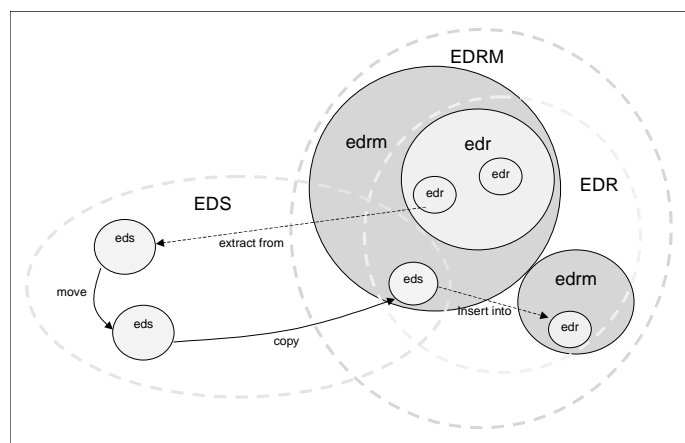 EDRM
edrm
edr
edr
edr
EDR
EDS
eds
extract from
edrm
eds
move
eds
Insert into
edr
copy